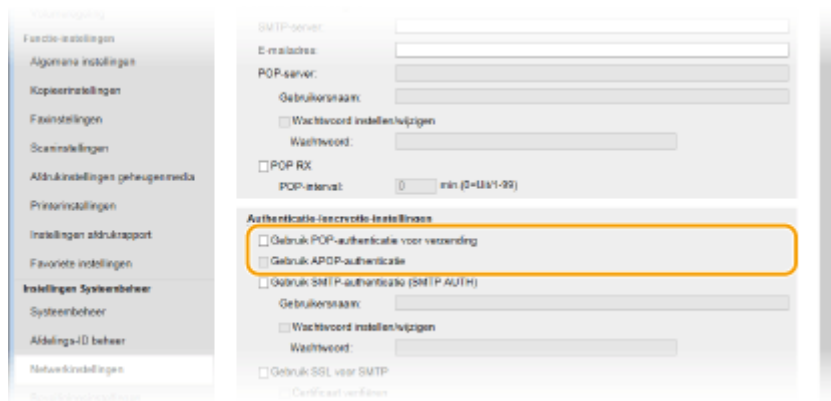 Functie-instellingen
Algemene instellingen
Kopieerinstellingen
Faxinstellingen
Scaninstellingen
Afdrukinstellingen geheugenmedia
Printerinstallingen
Instellingen afdrukrapport
Favoriete instellingen
Instellingen Systeembeheer
Systeembeheer
Afdelings-ID beheer
Netwerkinstellingen
SMTP-server:
E-mailadres:
POP-server:
Gebruikersnaam:
Wachtwoord instellen/wijzigen
Wachtwoord:
POP RX
POP-interval: 0 min.(0=Uit/1-99)
Authenticatie-/encryptie-instellingen
Gebruik POP-authenticatie voor verzending
Gebruik APOP-authenticatie
Gebruik SMTP-authenticatie (SMTP AUTH)
Gebruikersnaam:
Wachtwoord instellen/wijzigen
Wachtwoord:
Gebruik SSL voor SMTP
Certificaat verifiëren